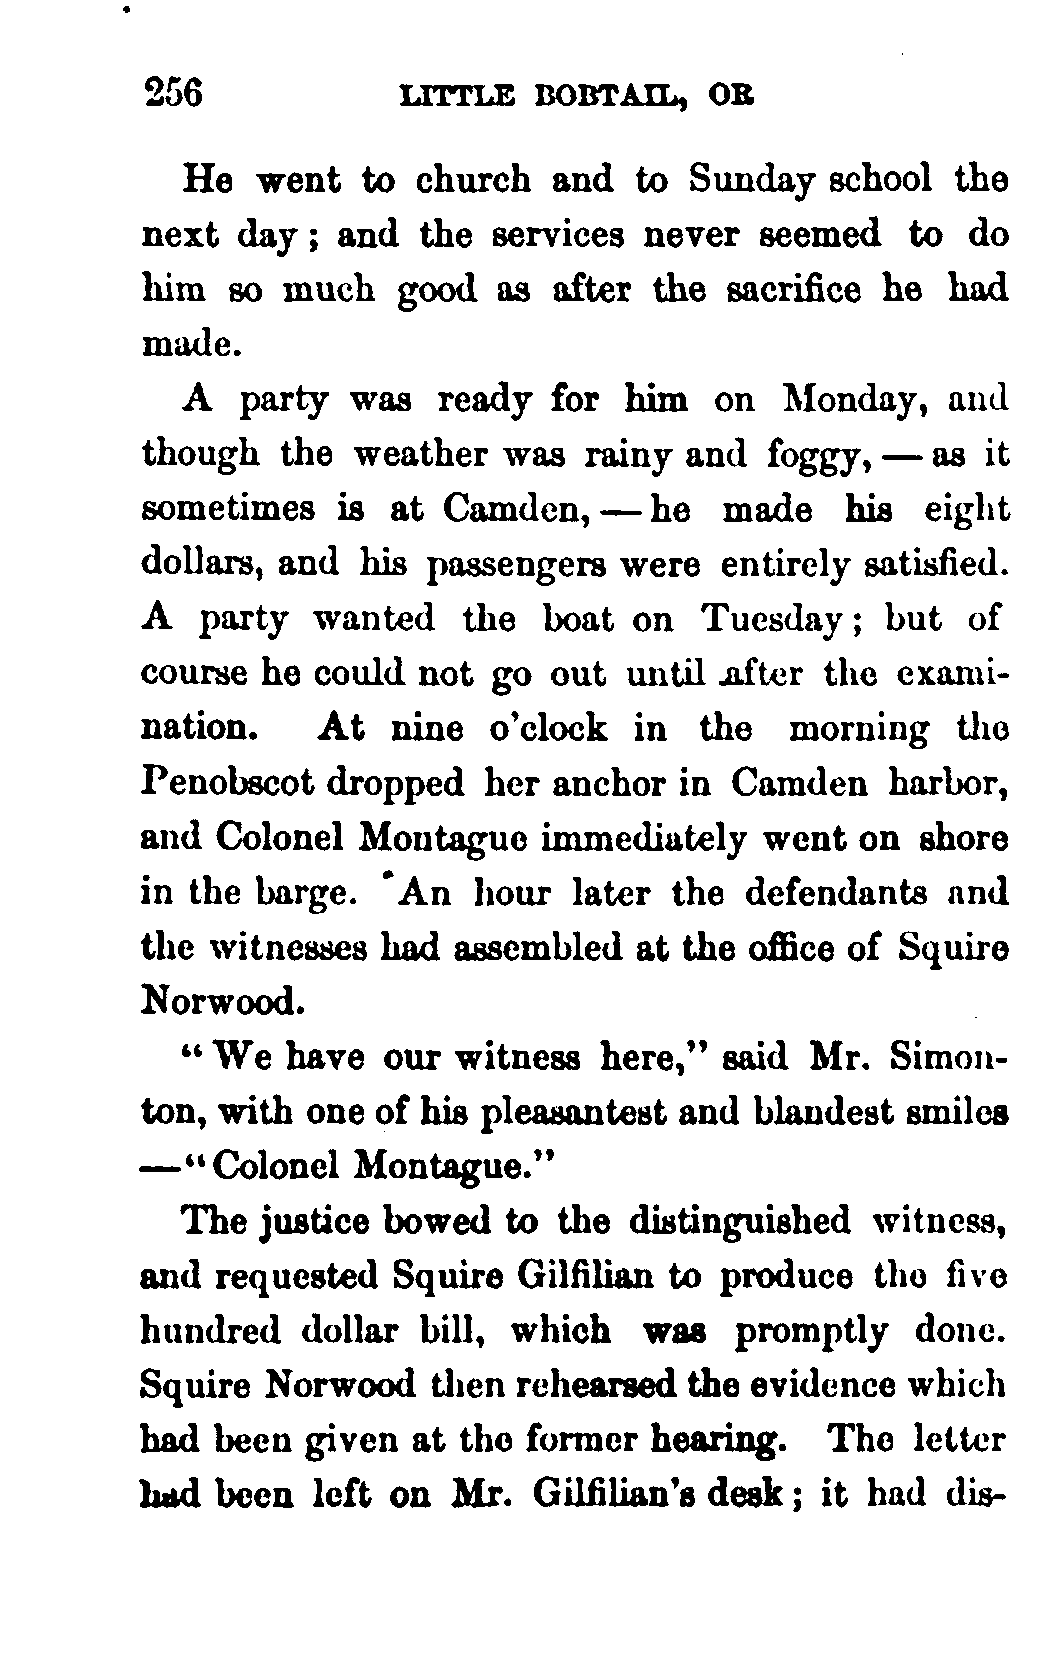 256 LITTLE BOBTAIL, OR
He went to church and to Sunday school the
next day; and the services never seemed to do
him so much good as after the sacrifice he had
made.
A party was ready for him on Monday, and
though the weather was rainy and foggy, — as it
sometimes is at Camden, — he made his eight
dollars, and his passengers were entirely satisfied.
A party wanted the boat on Tuesday; but of
course he could not go out until after the exami-
nation. At nine o'clock in the morning the
Penobscot dropped her anchor in Camden harbor,
and Colonel Montague immediately went on shore
in the barge. An hour later the defendants and
the witnesses had assembled at the office of Squire
Norwood.
"We have our witness here," said Mr. Simon-
ton, with one of his pleasantest and blandest smiles
— "Colonel Montague."
The justice bowed to the distinguished witness,
and requested Squire Gilfilian to produce the five
hundred dollar bill, which was promptly done.
Squire Norwood then rehearsed the evidence which
had been given at the former hearing. The letter
had been left on Mr. Gilfilian's desk; it had dis-